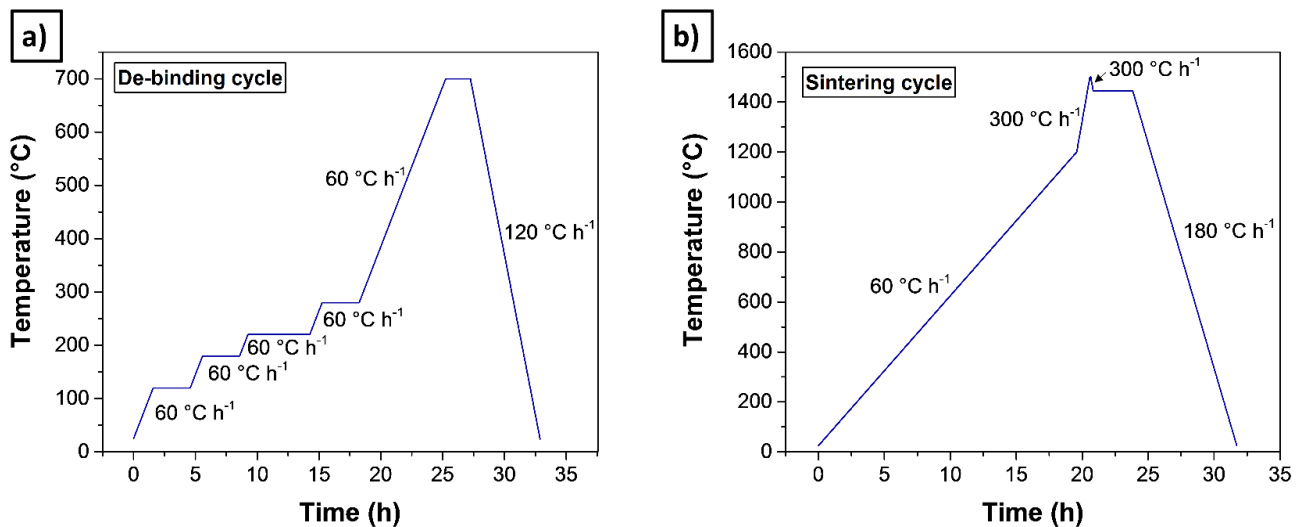 a)
De-binding cycle
Temperature (°C)
700
600
500
400
300
200
100
0
60 °C h-1
60 °C h-1
60 °C h-1
60 °C h-1
60 °C h-1
120 °C h-1
0 5 10 15 20 25 30 35
Time (h)
b)
Sintering cycle
Temperature (°C)
1600
1400
1200
1000
800
600
400
200
0
300 °C h-1
300 °C h-1
60 °C h-1
180 °C h-1
0 5 10 15 20 25 30 35
Time (h)